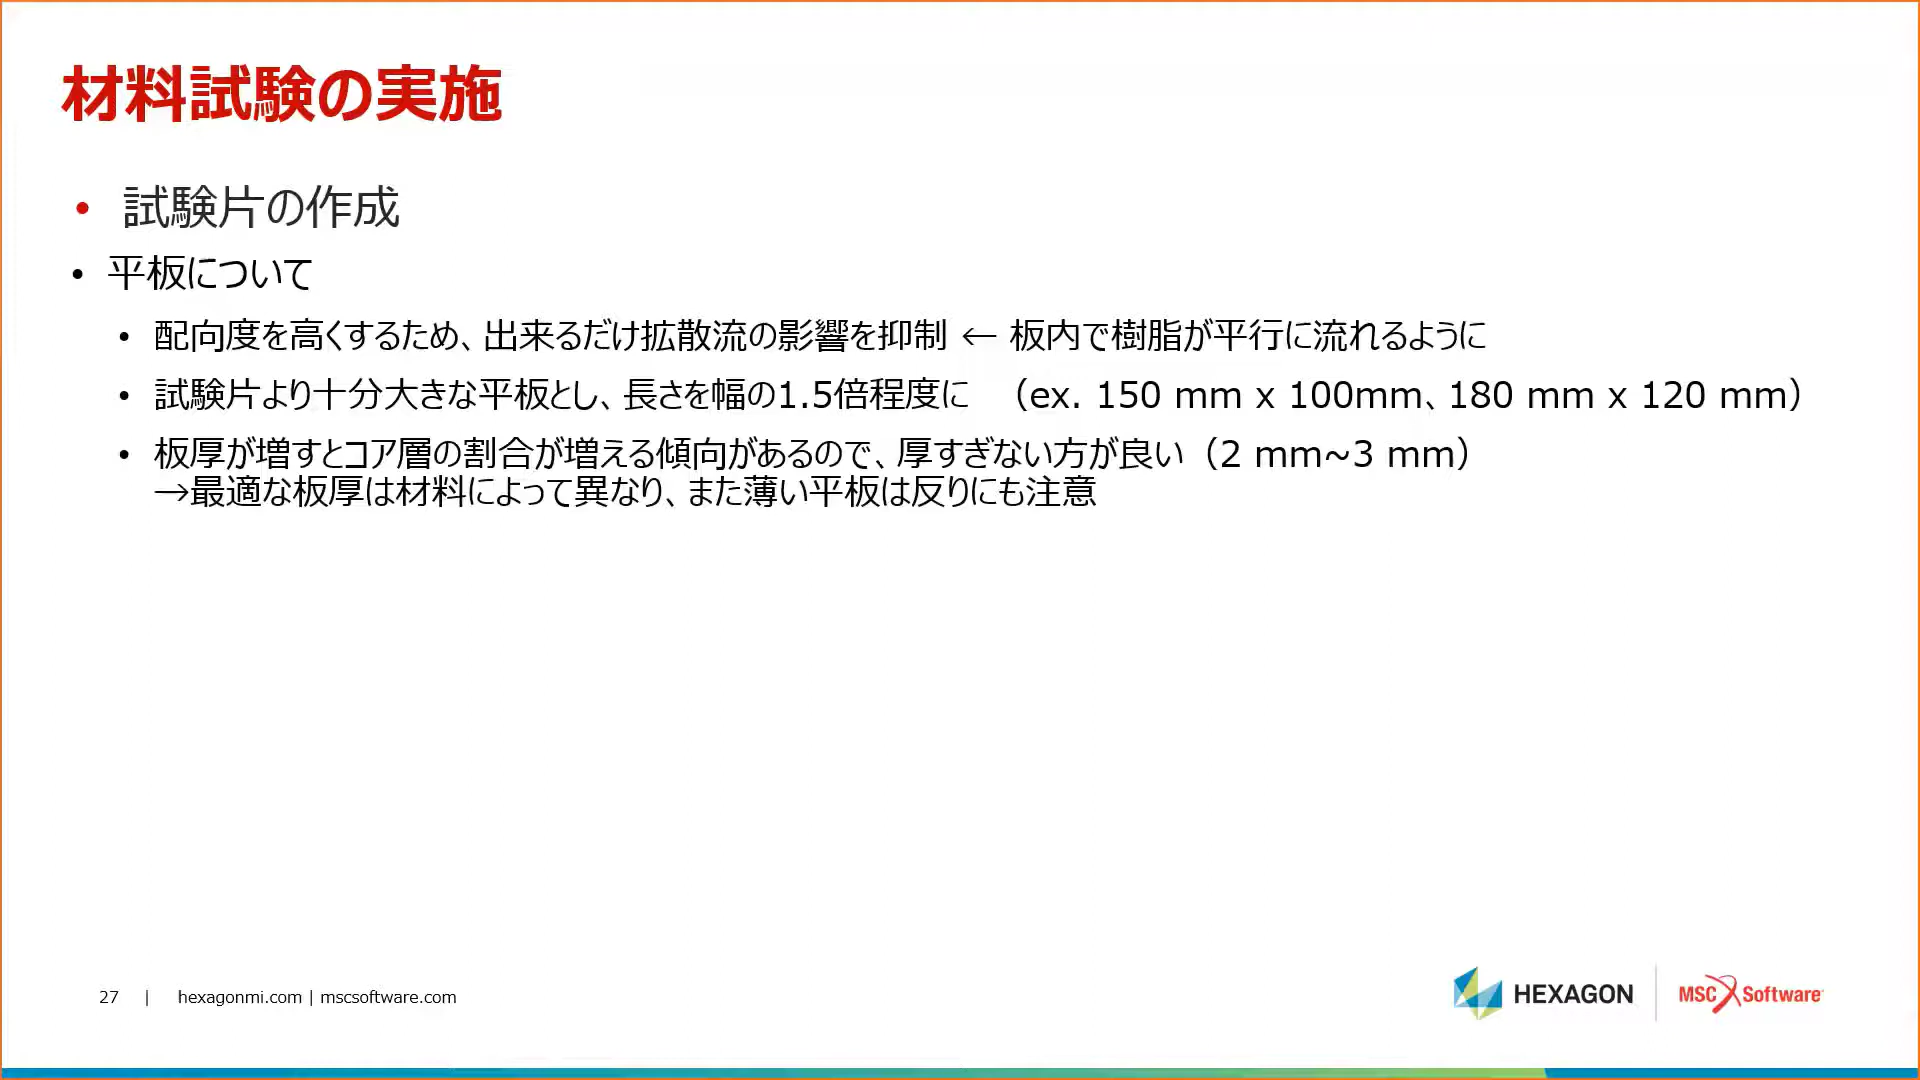 材料試験の実施
• 試験片の作成
• 平板について
• 配向度を高くするため、出来るだけ拡散流の影響を抑制 ← 板内で樹脂が平行に流れるように
• 試験片より十分大きな平板とし、長さを幅の1.5倍程度に （ex. 150 mm x 100mm、180 mm x 120 mm）
• 板厚が増すとコア層の割合が増える傾向があるので、厚すぎない方が良い（2 mm~3 mm）
→最適な板厚は材料によって異なり、また薄い平板は反りにも注意
27 | hexagonmi.com | mscsoftware.com
HEXAGON | MSC Software